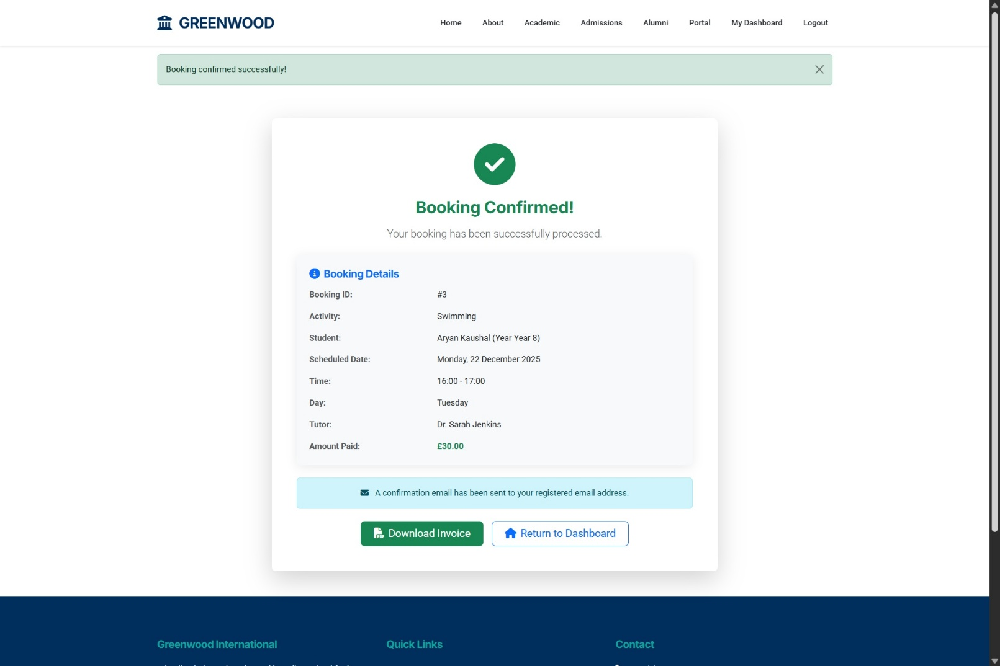 GREENWOOD
Home About Academic Admissions Alumni Portal My Dashboard Logout
Booking confirmed successfully!
Booking Confirmed!
Your booking has been successfully processed.
Booking Details
Booking ID: #3
Activity: Swimming
Student: Aryan Kaushal (Year Year 8)
Scheduled Date: Monday, 22 December 2025
Time: 16:00 - 17:00
Day: Tuesday
Tutor: Dr. Sarah Jenkins
Amount Paid: £30.00
A confirmation email has been sent to your registered email address.
Download Invoice Return to Dashboard
Greenwood International Quick Links Contact